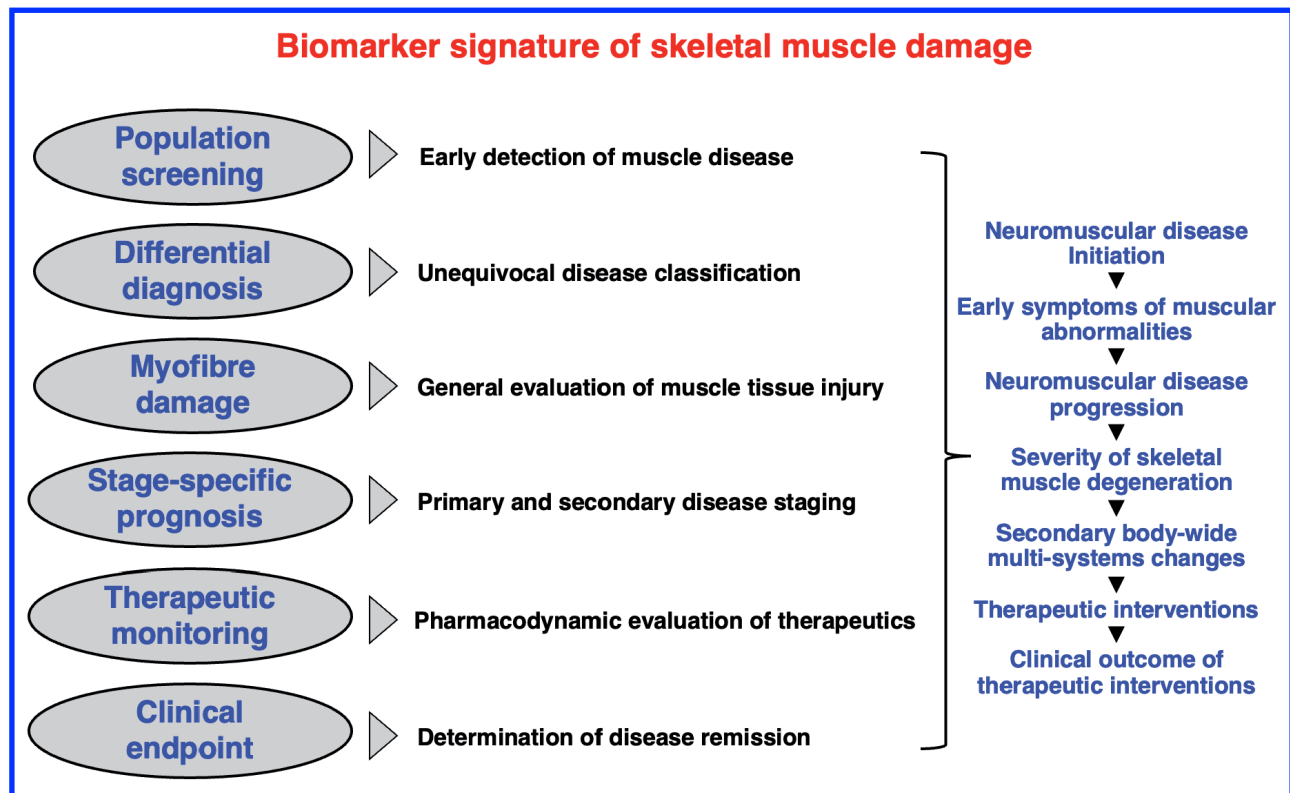 Biomarker signature of skeletal muscle damage
Population
screening
Early detection of muscle disease
Differential
diagnosis
Unequivocal disease classification
Myofibre
damage
General evaluation of muscle tissue injury
Stage-specific
prognosis
Primary and secondary disease staging
Therapeutic
monitoring
Pharmacodynamic evaluation of therapeutics
Clinical
endpoint
Determination of disease remission
Neuromuscular disease
Initiation
Early symptoms of muscular
abnormalities
Neuromuscular disease
progression
Severity of skeletal
muscle degeneration
Secondary body-wide
multi-systems changes
Therapeutic interventions
Clinical outcome of
therapeutic interventions